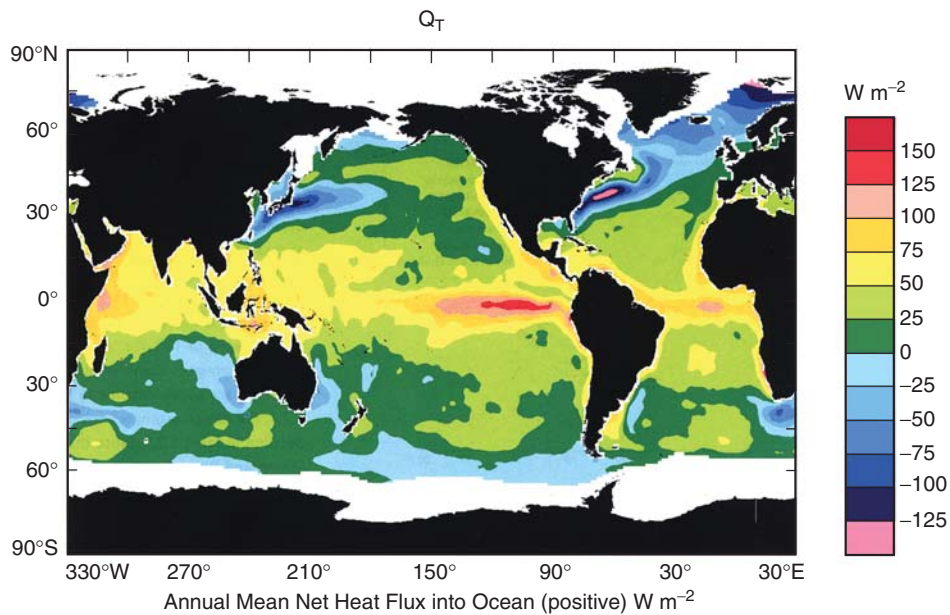 Q_T
90°N
60°
30°
0°
30°
60°
90°S
330°W 270° 210° 150° 90° 30° 30°E
Annual Mean Net Heat Flux into Ocean (positive) W m⁻²
W m⁻²
150
125
100
75
50
25
0
−25
−50
−75
−100
−125